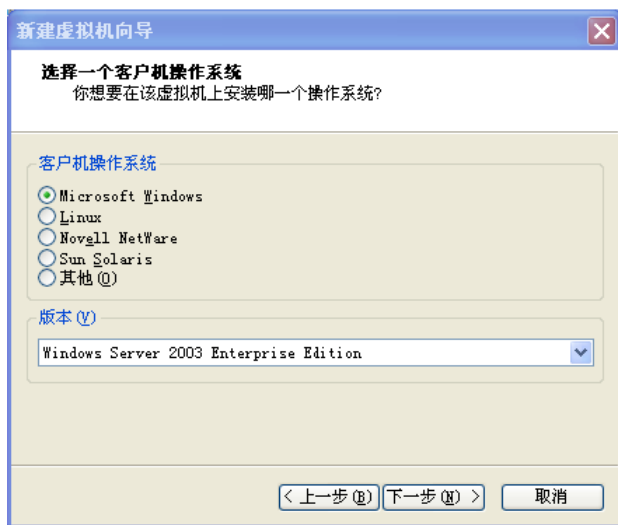 新建虚拟机向导
选择一个客户机操作系统
你想要在该虚拟机上安装哪一个操作系统?
客户机操作系统
Microsoft Windows
Linux
Novell NetWare
Sun Solaris
其他(O)
版本(V)
Windows Server 2003 Enterprise Edition
< 上一步(B) 下一步(N) > 取消